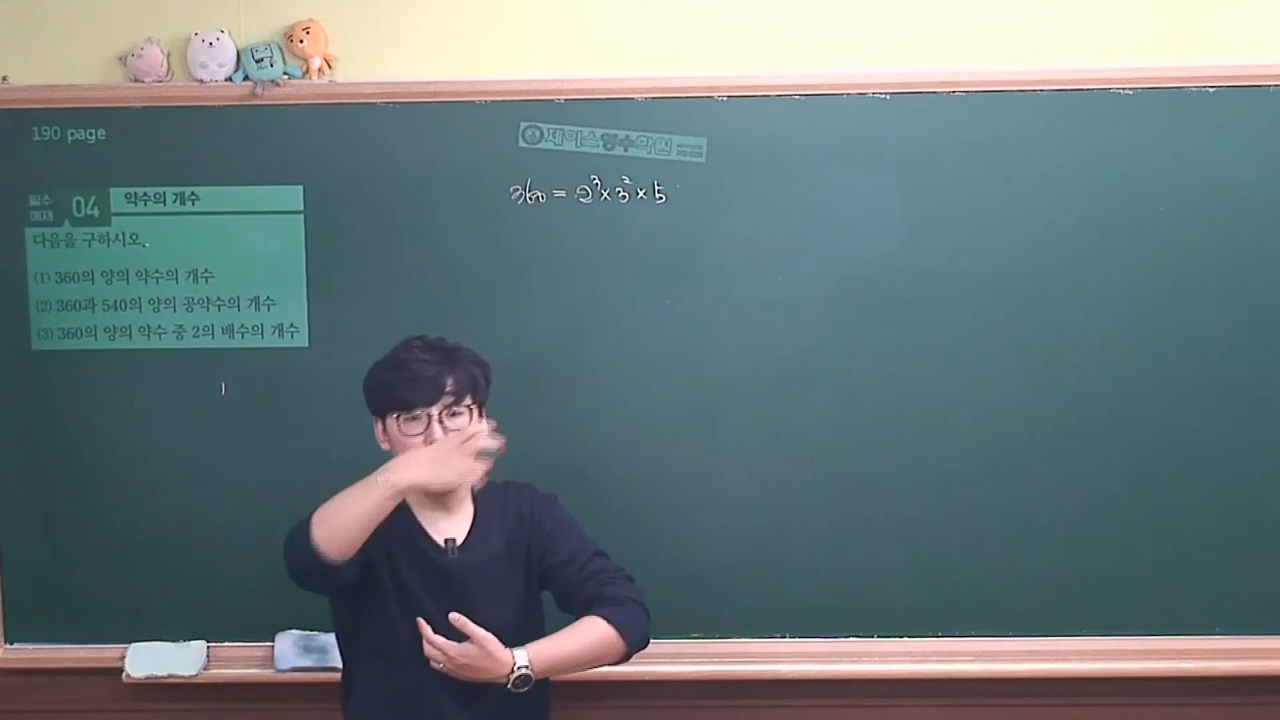 190 page
제이스영수학원
필수
예제
04 약수의 개수
다음을 구하시오.
(1) 360의 양의 약수의 개수
(2) 360과 540의 양의 공약수의 개수
(3) 360의 양의 약수 중 2의 배수의 개수
360 = 2³×3²×5